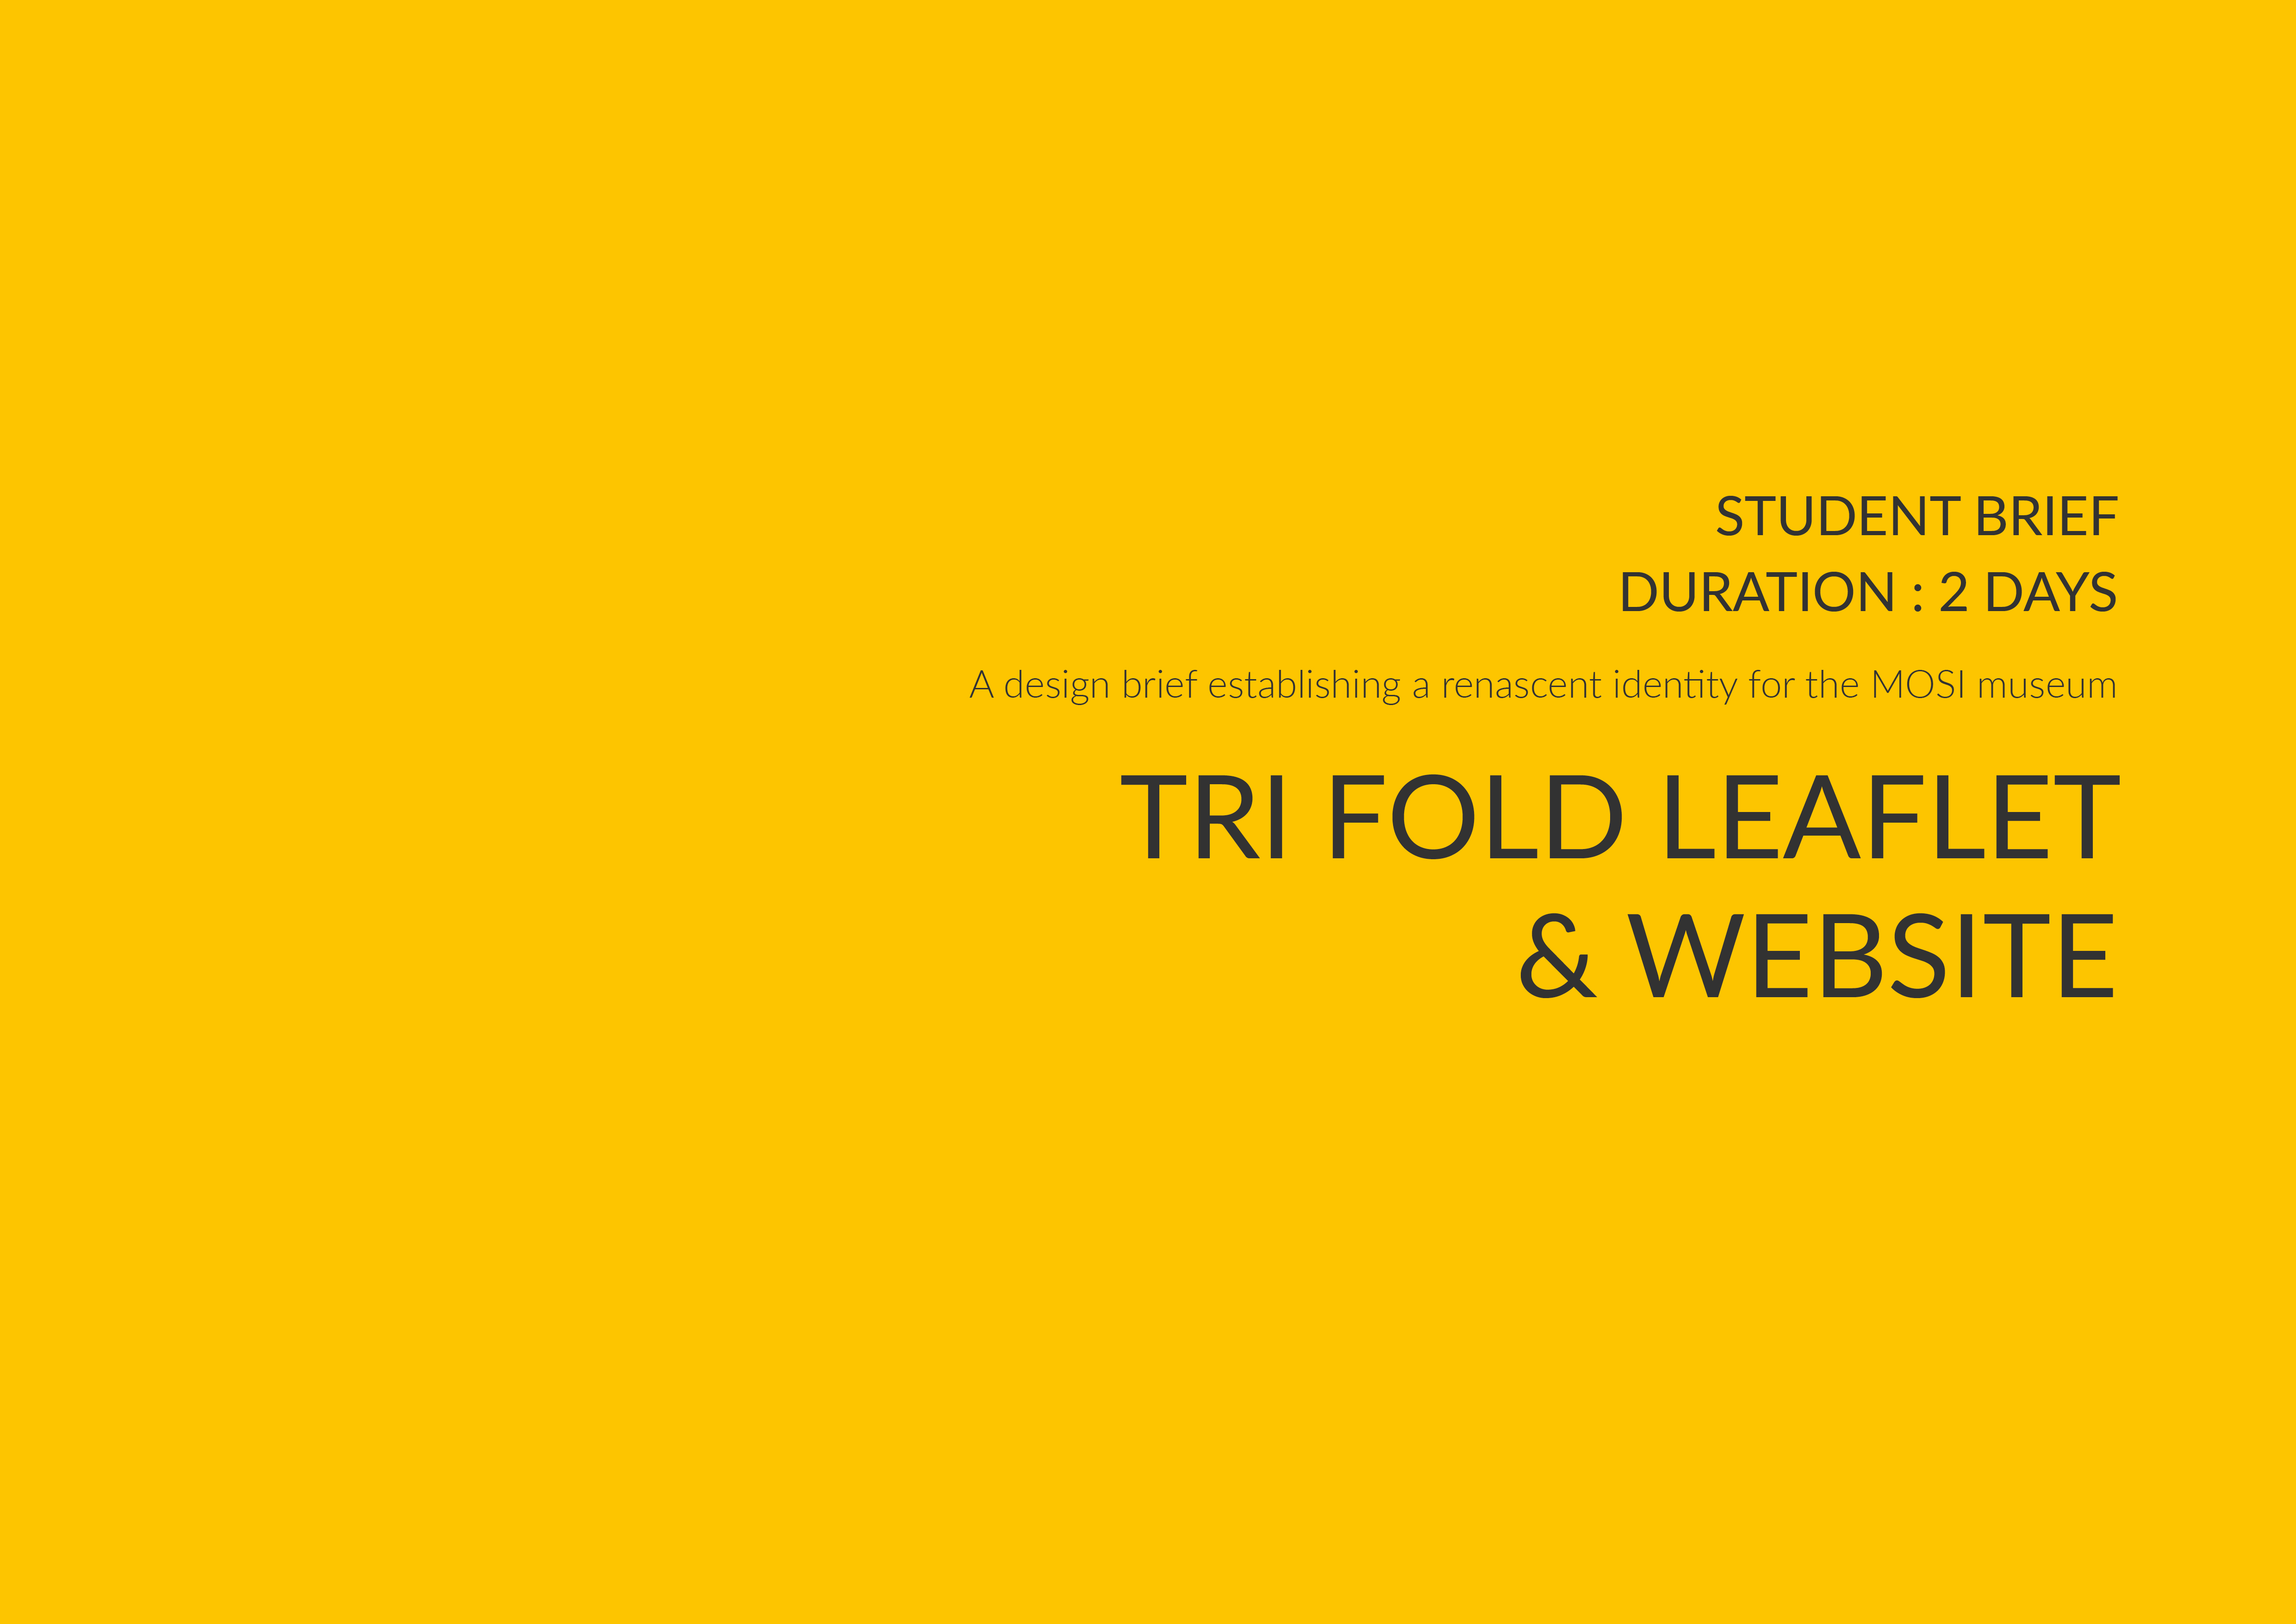 STUDENT BRIEF
DURATION : 2 DAYS
A design brief establishing a renascent identity for the MOSI museum
TRI FOLD LEAFLET
& WEBSITE